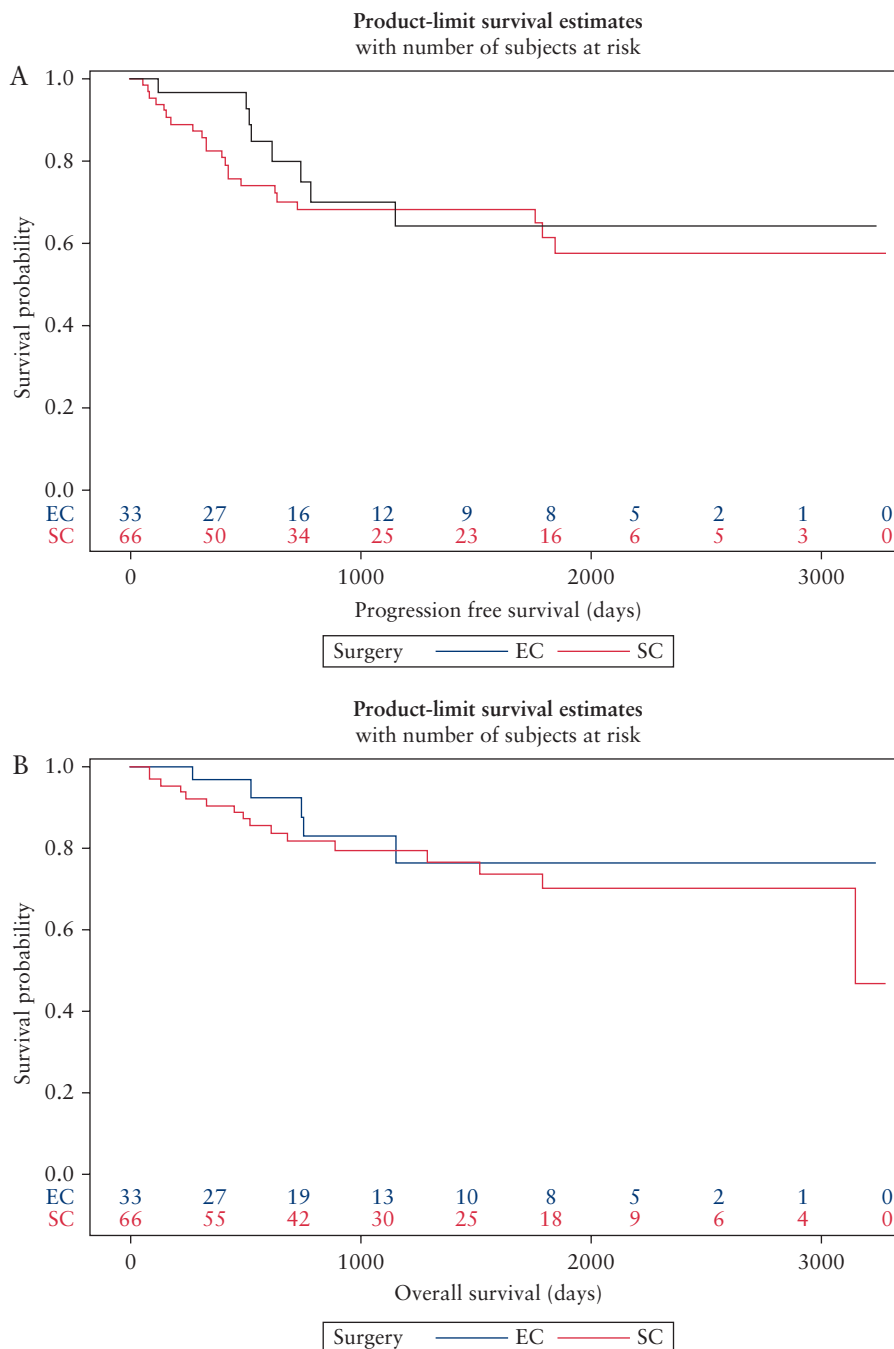 Product-limit survival estimates
with number of subjects at risk
A
1.0
0.8
0.6
0.4
0.2
0.0
Survival probability
EC 33 27 16 12 9 8 5 2 1 0
SC 66 50 34 25 23 16 6 5 3 0
0 1000 2000 3000
Progression free survival (days)
Surgery EC SC
Product-limit survival estimates
with number of subjects at risk
B
1.0
0.8
0.6
0.4
0.2
0.0
Survival probability
EC 33 27 19 13 10 8 5 2 1 0
SC 66 55 42 30 25 18 9 6 4 0
0 1000 2000 3000
Overall survival (days)
Surgery EC SC